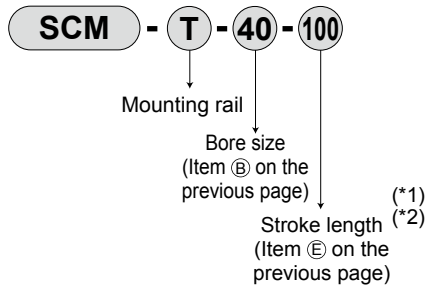 SCM - T - 40 - 100
Mounting rail
Bore size
(Item Ⓑ on the
previous page)
(*1)
Stroke length (*2)
(Item Ⓔ on the
previous page)